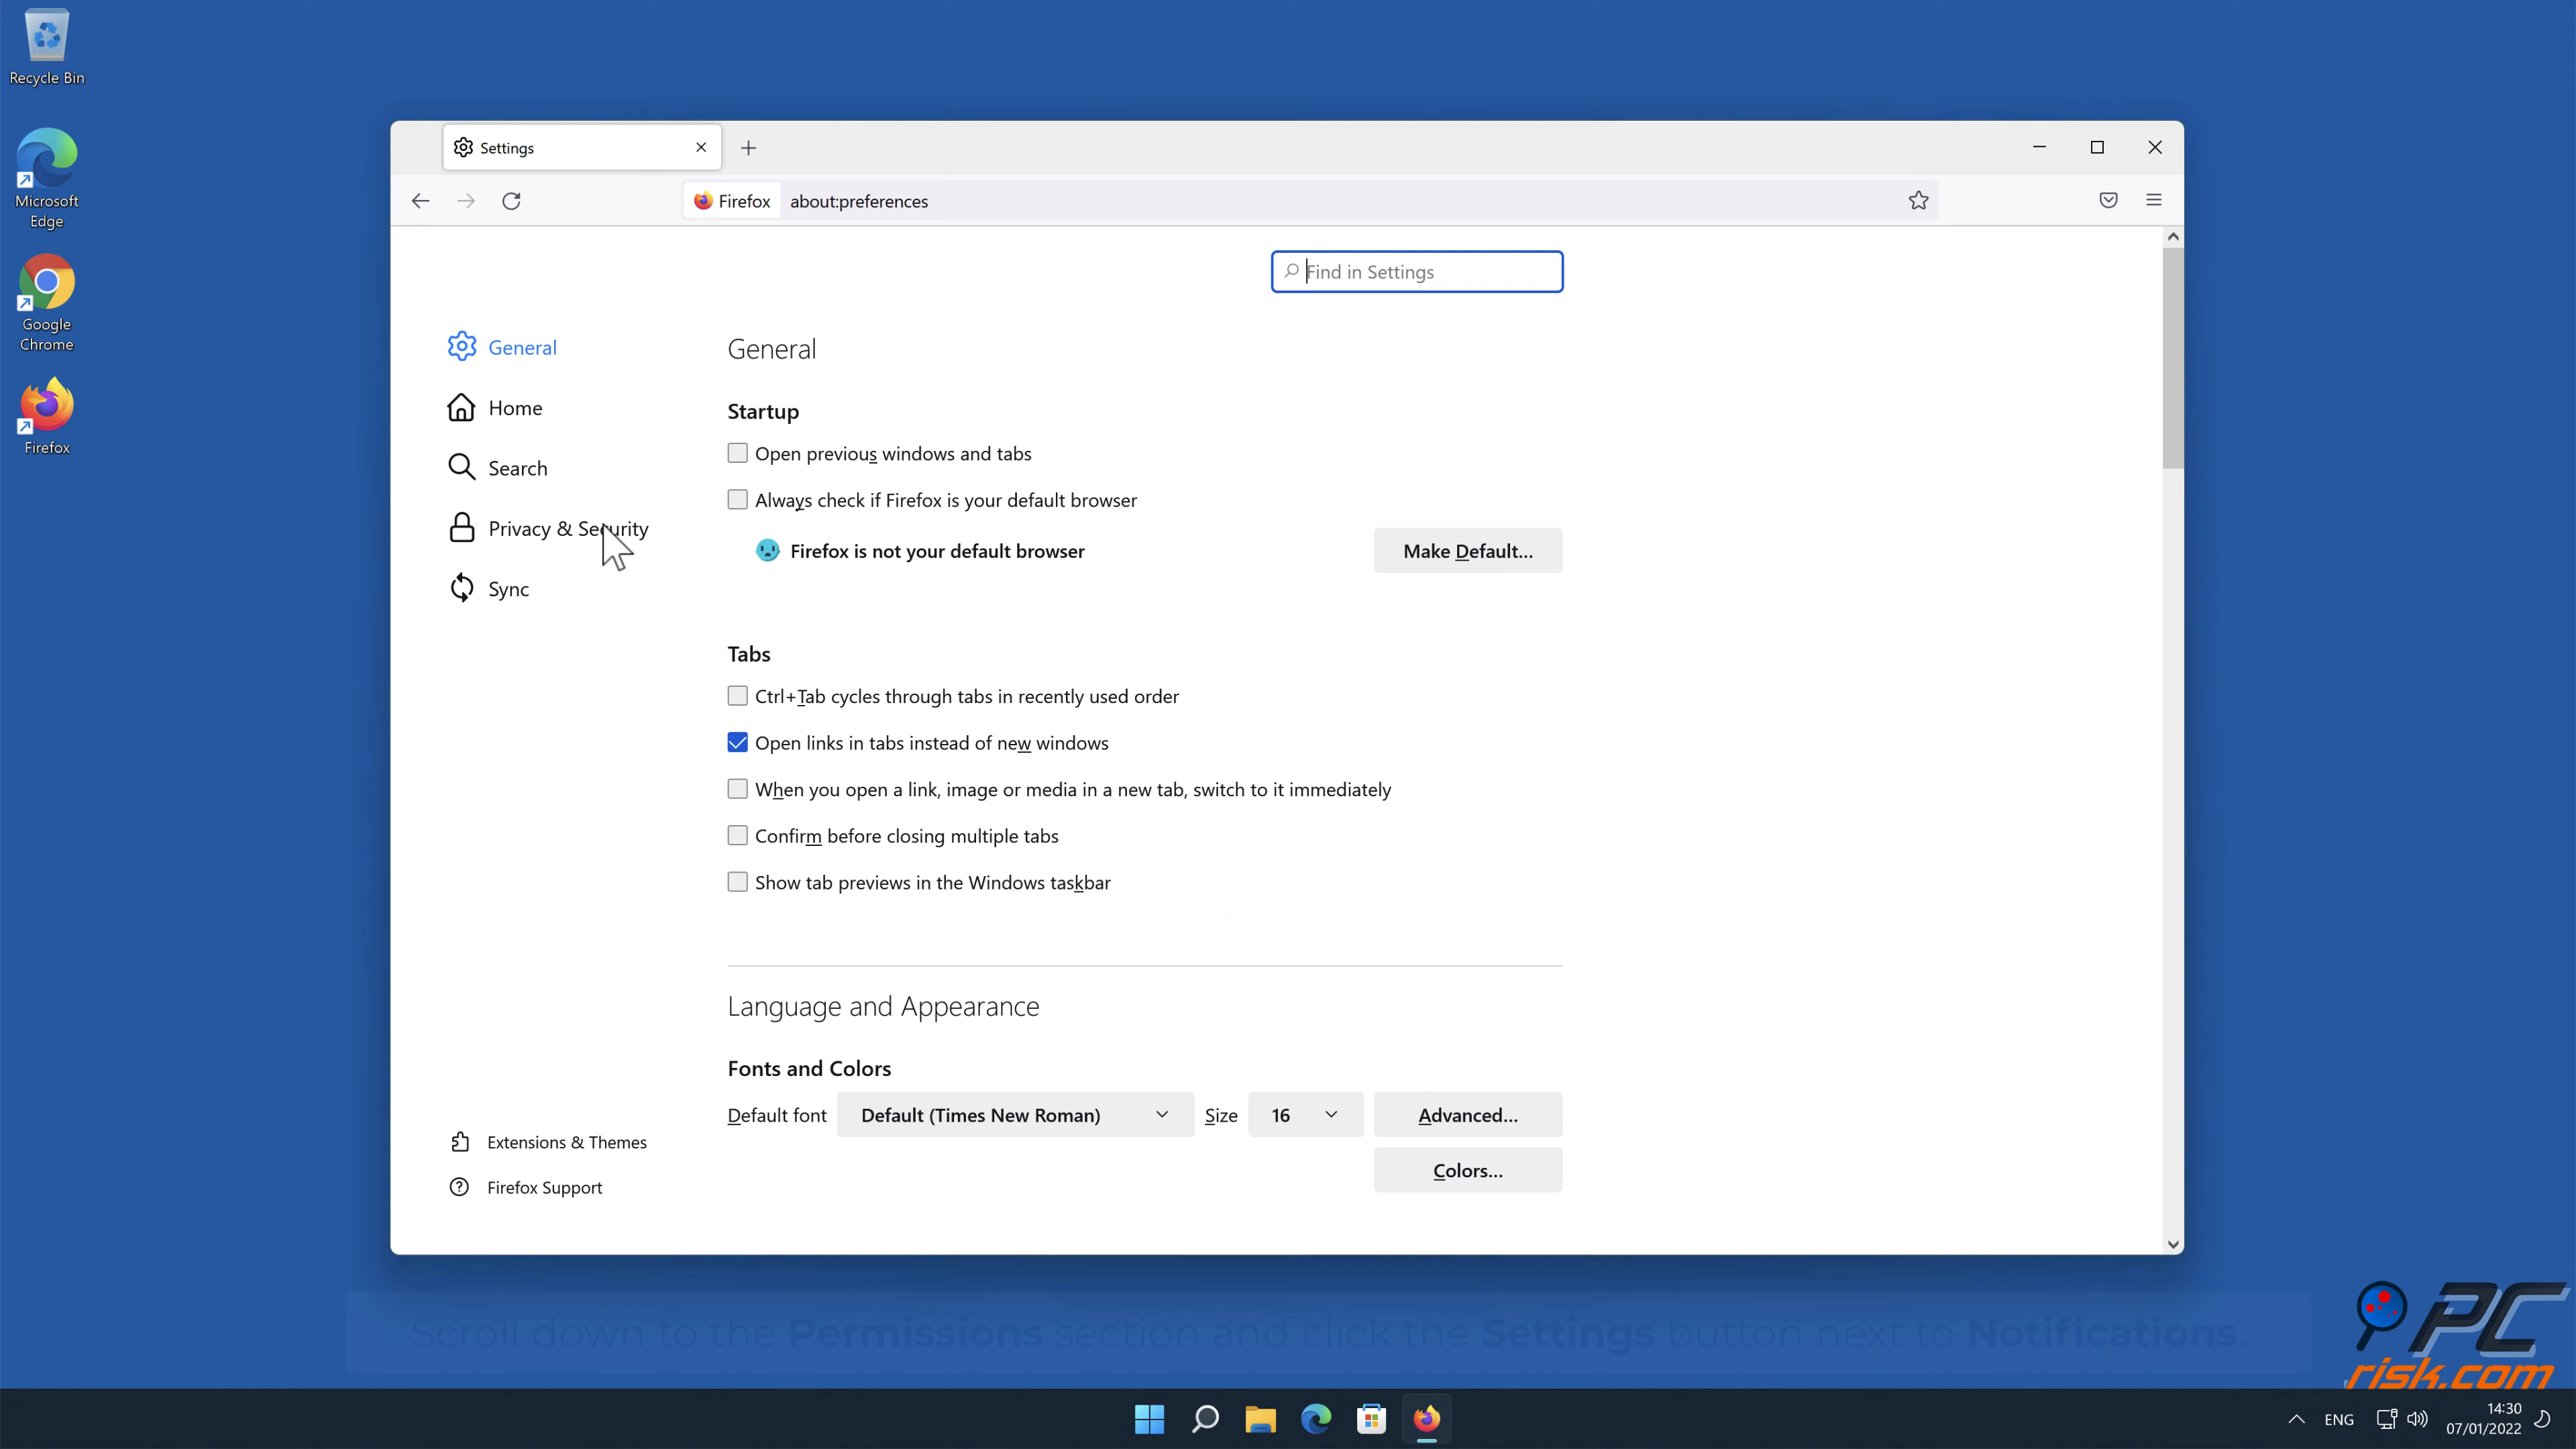 Recycle Bin
Microsoft
Edge
Google
Chrome
Firefox
Settings
Firefox
about:preferences
Find in Settings
General
Home
Search
Privacy & Security
Sync
Extensions & Themes
Firefox Support
General
Startup
Open previous windows and tabs
Always check if Firefox is your default browser
Firefox is not your default browser
Make Default...
Tabs
Ctrl+Tab cycles through tabs in recently used order
Open links in tabs instead of new windows
When you open a link, image or media in a new tab, switch to it immediately
Confirm before closing multiple tabs
Show tab previews in the Windows taskbar
Language and Appearance
Fonts and Colors
Default font Default (Times New Roman) Size 16 Advanced...
Colors...
Scroll down to the Permissions section and click the Settings button next to Notifications.
PC
risk.com
ENG
14:30
07/01/2022